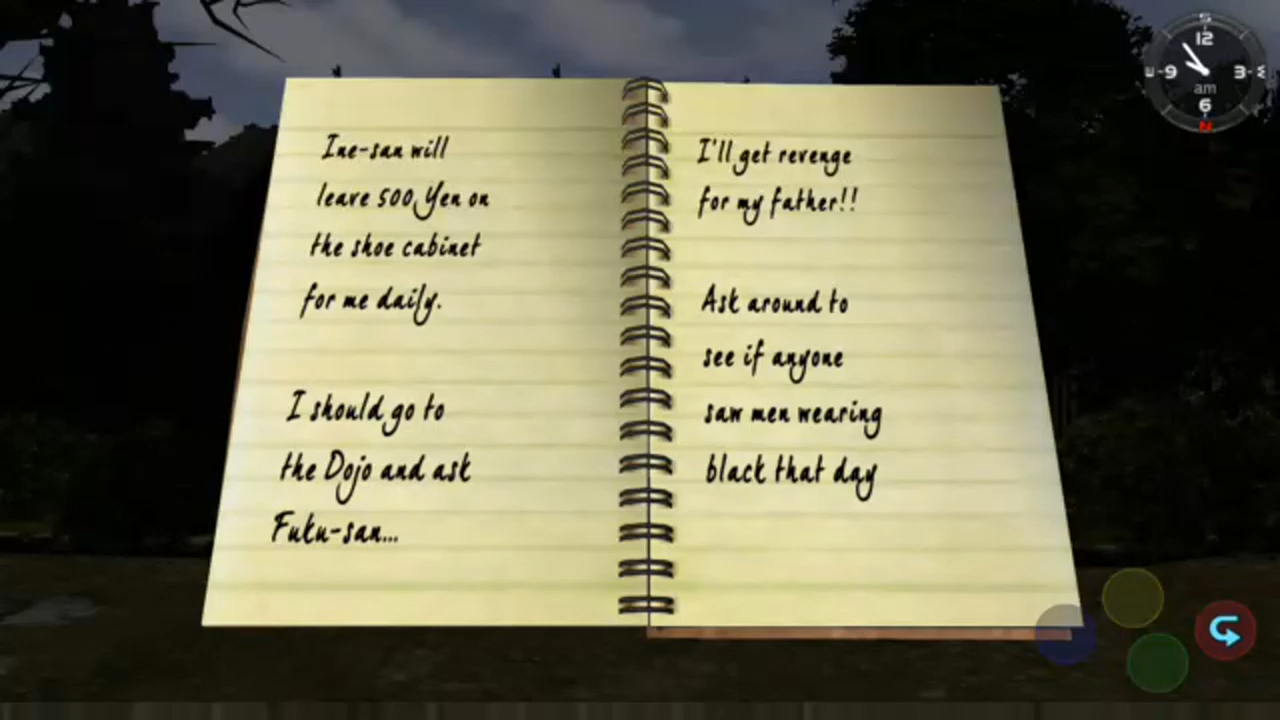 Ine-san will
leave 500 Yen on
the shoe cabinet
for me daily.
I should go to
the Dojo and ask
Fuku-san...
I'll get revenge
for my father!!
Ask around to
see if anyone
saw men wearing
black that day
S
12
E 9 3 W
am
6
N